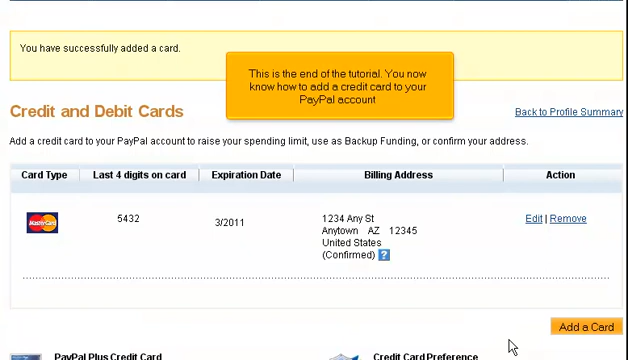 You have successfully added a card.
This is the end of the tutorial. You now
know how to add a credit card to your
PayPal account
Credit and Debit Cards
Back to Profile Summary
Add a credit card to your PayPal account to raise your spending limit, use as Backup Funding, or confirm your address.
Card Type Last 4 digits on card Expiration Date Billing Address Action
MasterCard 5432 3/2011 1234 Any St Edit | Remove
Anytown AZ 12345
United States
(Confirmed) ?
Add a Card
PayPal Plus Credit Card Credit Card Preference